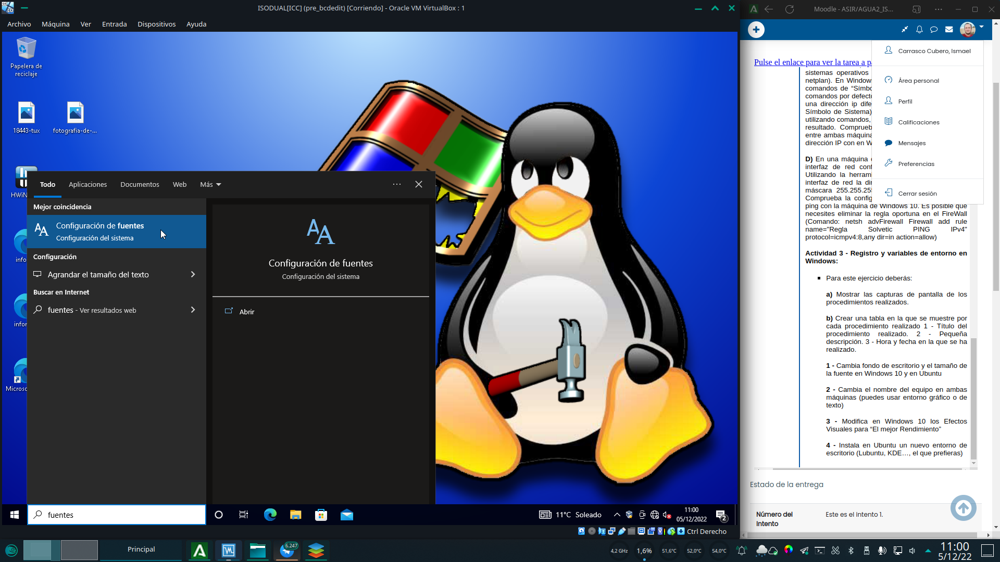 ISODUAL[ICC] (pre_bcdedit) [Corriendo] - Oracle VM VirtualBox : 1
Archivo Máquina Ver Entrada Dispositivos Ayuda
Papelera de
reciclaje
18443-tux
fotografia-de-...
HWiN
infor
infor
Microso
Todo Aplicaciones Documentos Web Más
Mejor coincidencia
Configuración de fuentes
Configuración del sistema
Configuración
Agrandar el tamaño del texto
Buscar en Internet
fuentes - Ver resultados web
Configuración de fuentes
Configuración del sistema
Abrir
fuentes
11°C Soleado
11:00
05/12/2022
2
Ctrl Derecho
Moodle - ASIR/AGUA2_IS...
Pulse el enlace para ver la tarea a pa
Carrasco Cubero, Ismael
Área personal
Perfil
Calificaciones
Mensajes
Preferencias
Cerrar sesión
sistemas operativos
netplan). En Window
comandos de “Símbo
comandos por defecto
una dirección ip dife
Símbolo de Sistema)
utilizando comandos,
resultado. Comprueb
entre ambas máquina
dirección IP con en W
D) En una máquina
interfaz de red conf
Utilizando la herram
interfaz de red la dir
máscara 255.255.255
Comprueba la config
ping con la máquina de Windows 10. Es posible que
necesites eliminar la regla oportuna en el FireWall
(Comando: netsh advFirewall Firewall add rule
name="Regla Solvetic PING IPv4"
protocol=icmpv4:8,any dir=in action=allow)
Actividad 3 - Registro y variables de entorno en
Windows:
Para este ejercicio deberás:
a) Mostrar las capturas de pantalla de los
procedimientos realizados.
b) Crear una tabla en la que se muestre por
cada procedimiento realizado 1 - Título del
procedimiento realizado. 2 - Pequeña
descripción. 3 - Hora y fecha en la que se ha
realizado.
1 - Cambia fondo de escritorio y el tamaño de
la fuente en Windows 10 y en Ubuntu
2 - Cambia el nombre del equipo en ambas
máquinas (puedes usar entorno gráfico o de
texto)
3 - Modifica en Windows 10 los Efectos
Visuales para “El mejor Rendimiento”
4 - Instala en Ubuntu un nuevo entorno de
escritorio (Lubuntu, KDE…, el que prefieras)
Estado de la entrega
Número del
Intento
Este es el intento 1.
Principal
6.247
4,2 GHz
1,6%
51,6°C
52,0°C
54,0°C
11:00
5/12/22